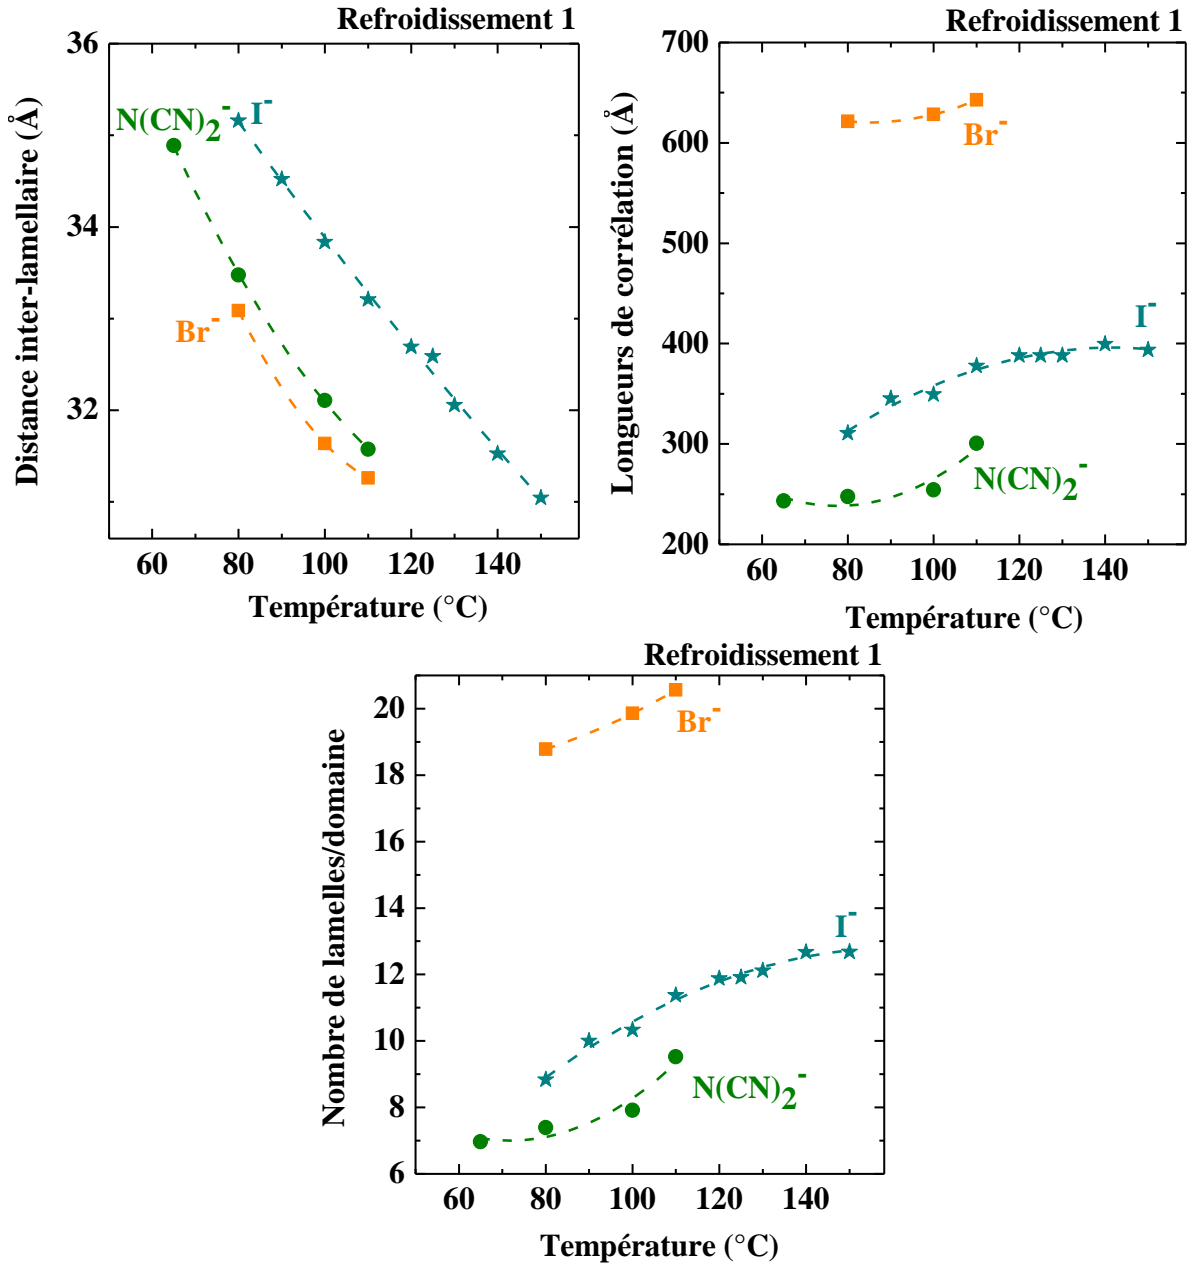 Refroidissement 1
36
34
32
60 80 100 120 140
Distance inter-lamellaire (Å)
Température (°C)
N(CN)2-
I-
Br-
Refroidissement 1
700
600
500
400
300
200
60 80 100 120 140
Longueurs de corrélation (Å)
Température (°C)
Br-
I-
N(CN)2-
Refroidissement 1
20
18
16
14
12
10
8
6
60 80 100 120 140
Nombre de lamelles/domaine
Température (°C)
Br-
I-
N(CN)2-